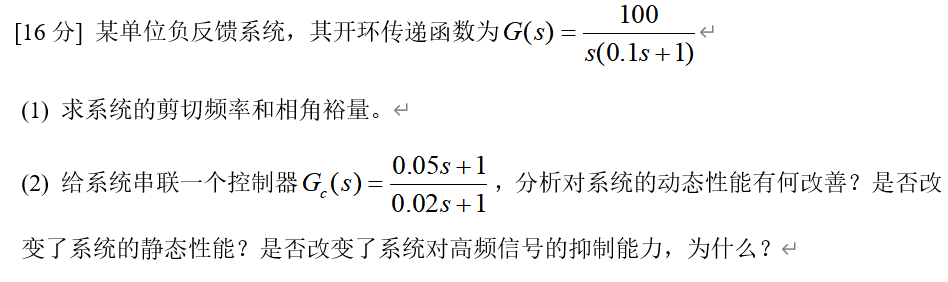 [16 分] 某单位负反馈系统，其开环传递函数为 G(s) = 100 / s(0.1s+1) ↵
(1) 求系统的剪切频率和相角裕量。↵
(2) 给系统串联一个控制器 G_c(s) = 0.05s+1 / 0.02s+1 ，分析对系统的动态性能有何改善？是否改
变了系统的静态性能？是否改变了系统对高频信号的抑制能力，为什么？↵